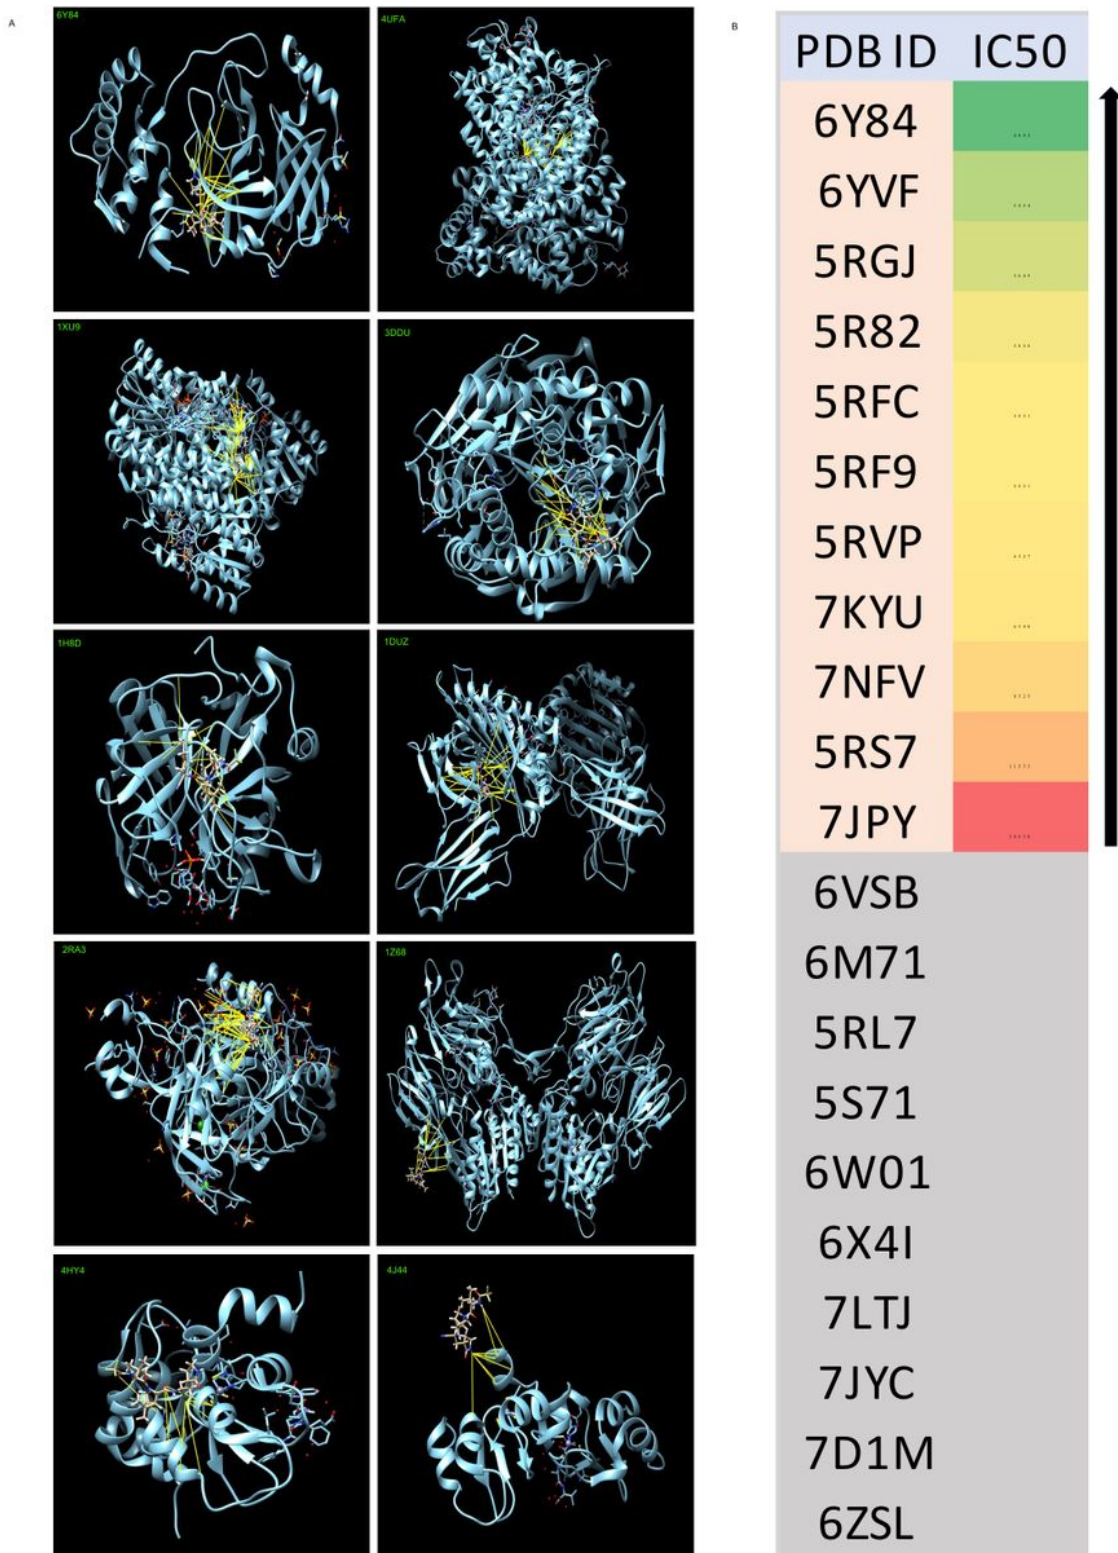 A
6Y84
4UFA
1XU9
3DDU
1H8D
1DUZ
2RA3
1Z68
4HY4
4J44
B
PDB ID IC50
6Y84
6YVF
5RGJ
5R82
5RFC
5RF9
5RVP
7KYU
7NFV
5RS7
7JPY
6VSB
6M71
5RL7
5S71
6W01
6X4I
7LTJ
7JYC
7D1M
6ZSL